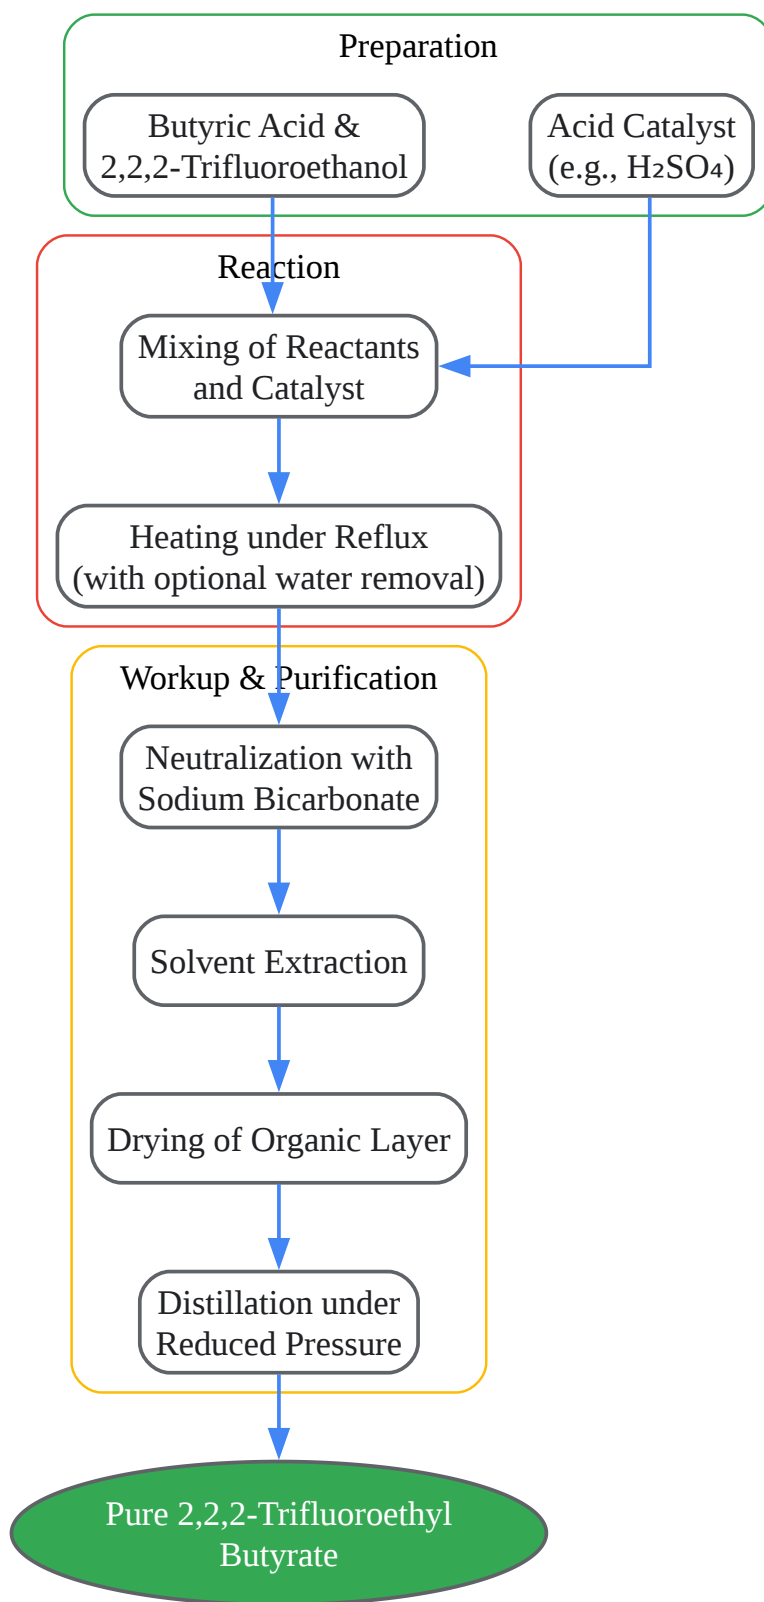 Preparation
Butyric Acid &
2,2,2-Trifluoroethanol
Acid Catalyst
(e.g., H₂SO₄)
Reaction
Mixing of Reactants
and Catalyst
Heating under Reflux
(with optional water removal)
Workup & Purification
Neutralization with
Sodium Bicarbonate
Solvent Extraction
Drying of Organic Layer
Distillation under
Reduced Pressure
Pure 2,2,2-Trifluoroethyl
Butyrate